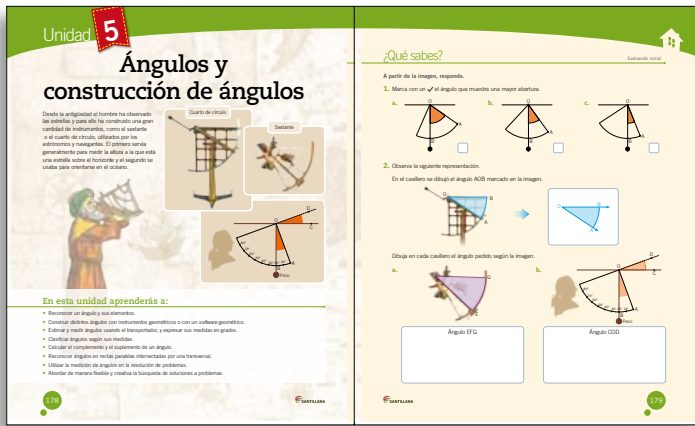 Unidad 5
Ángulos y
construcción de ángulos
Desde la antigüedad el hombre ha observado
las estrellas y para ello ha construido una gran
cantidad de instrumentos, como el sextante
o el cuarto de círculo, utilizados por los
astrónomos y navegantes. El primero servía
generalmente para medir la altura a la que está
una estrella sobre el horizonte y el segundo se
usaba para orientarse en el océano.
Cuarto de círculo
Sextante
D
O
C
A
B
Peso
En esta unidad aprenderás a:
• Reconocer un ángulo y sus elementos.
• Construir distintos ángulos con instrumentos geométricos o con un software geométrico.
• Estimar y medir ángulos usando el transportador, y expresar sus medidas en grados.
• Clasificar ángulos según sus medidas.
• Calcular el complemento y el suplemento de un ángulo.
• Reconocer ángulos en rectas paralelas intersectadas por una transversal.
• Utilizar la medición de ángulos en la resolución de problemas.
• Abordar de manera flexible y creativa la búsqueda de soluciones a problemas.
178
SANTILLANA
¿Qué sabes?
Evaluación inicial
A partir de la imagen, responde.
1. Marca con un ✓ el ángulo que muestra una mayor abertura.
a.
O
A
B
b.
O
A
B
c.
O
A
B
2. Observa la siguiente representación.
En el casillero se dibujó el ángulo AOB marcado en la imagen.
O
B
A
O
B
A
Dibuja en cada casillero el ángulo pedido según la imagen.
a.
G
b.
D
O
C
A
B
Peso
Ángulo EFG
Ángulo COD
SANTILLANA
179